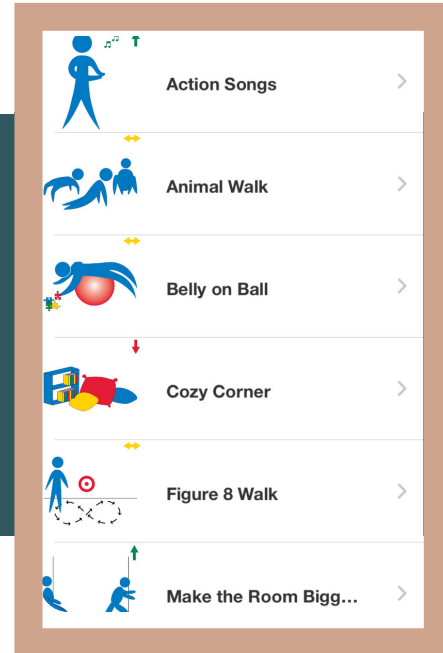 Action Songs
Animal Walk
Belly on Ball
Cozy Corner
Figure 8 Walk
Make the Room Bigg...